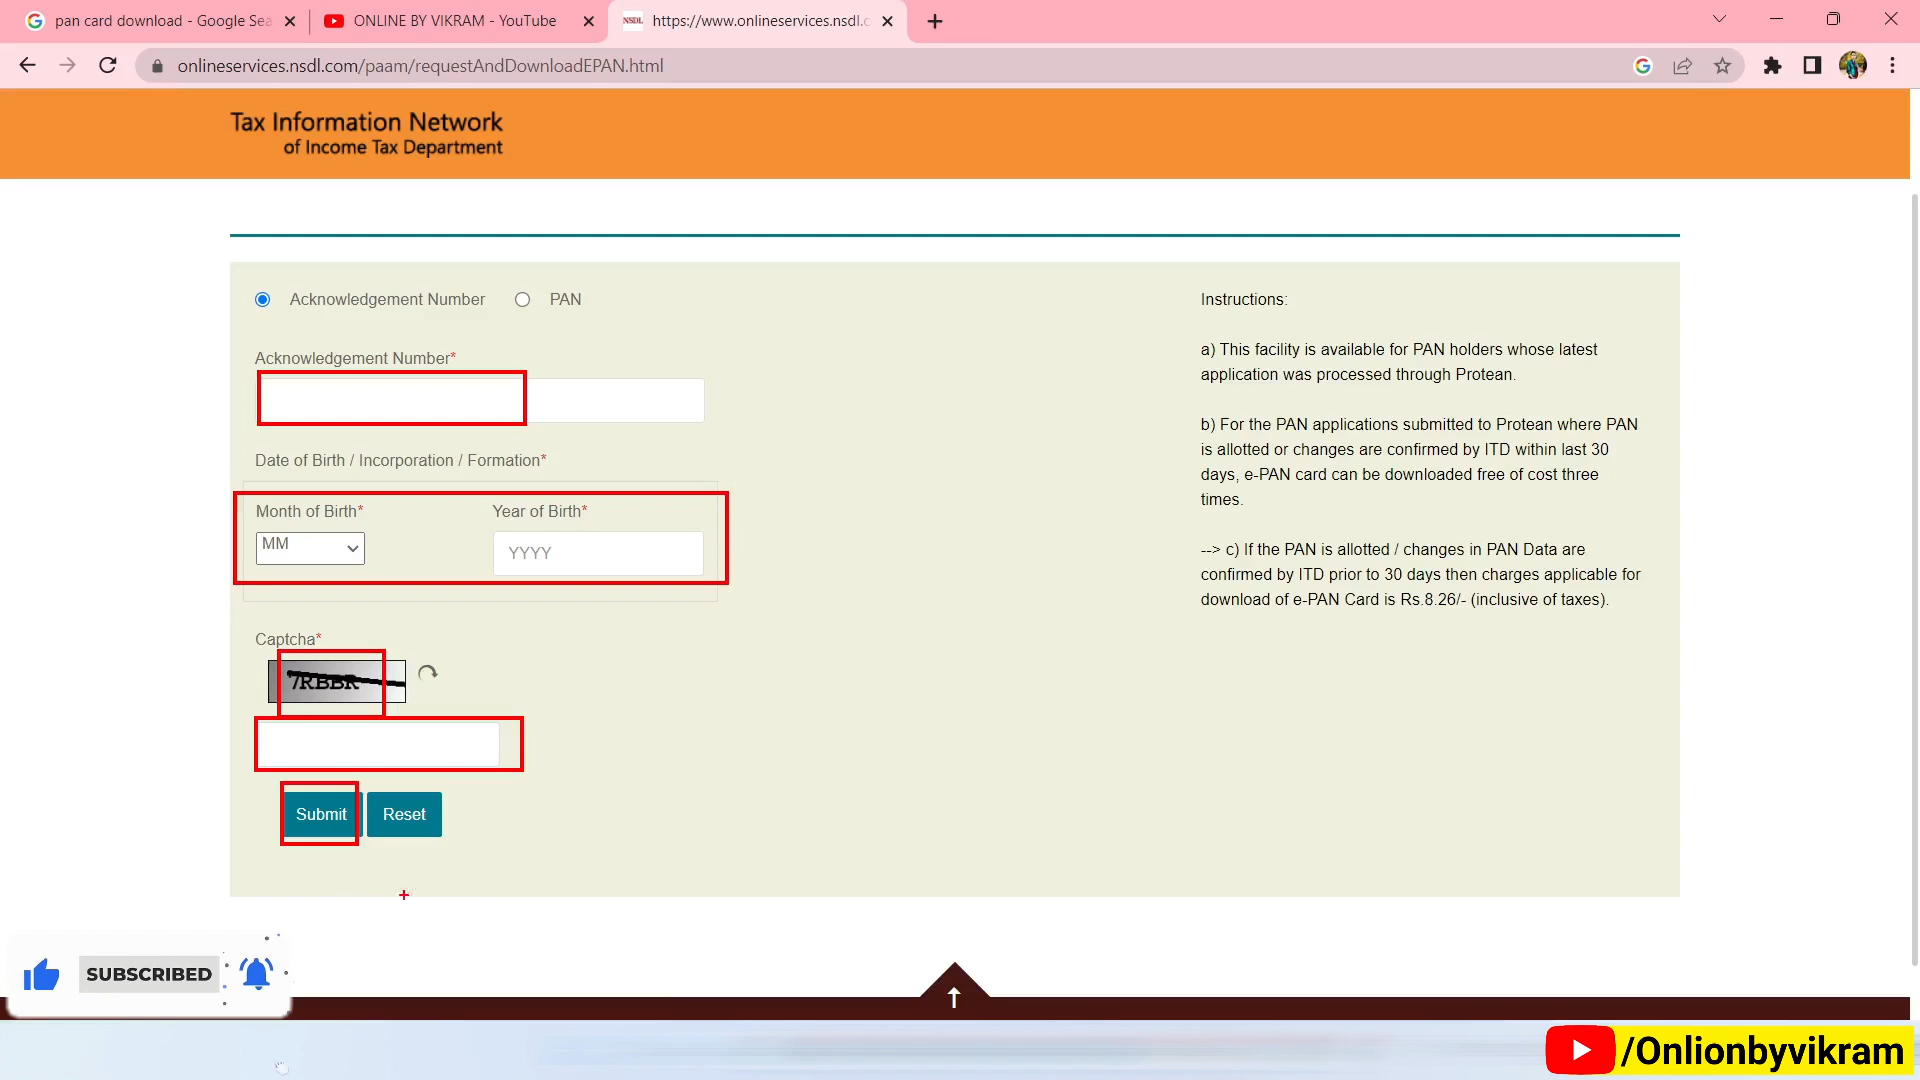 pan card download - Google Sea
ONLINE BY VIKRAM - YouTube
NSDL https://www.onlineservices.nsdl.c
onlineservices.nsdl.com/paam/requestAndDownloadEPAN.html
Tax Information Network
of Income Tax Department
Acknowledgement Number PAN
Acknowledgement Number*
Date of Birth / Incorporation / Formation*
Month of Birth* Year of Birth*
MM YYYY
Captcha*
7RBBR
Submit Reset
Instructions:
a) This facility is available for PAN holders whose latest
application was processed through Protean.
b) For the PAN applications submitted to Protean where PAN
is allotted or changes are confirmed by ITD within last 30
days, e-PAN card can be downloaded free of cost three
times.
--> c) If the PAN is allotted / changes in PAN Data are
confirmed by ITD prior to 30 days then charges applicable for
download of e-PAN Card is Rs.8.26/- (inclusive of taxes).
SUBSCRIBED
/Onlionbyvikram